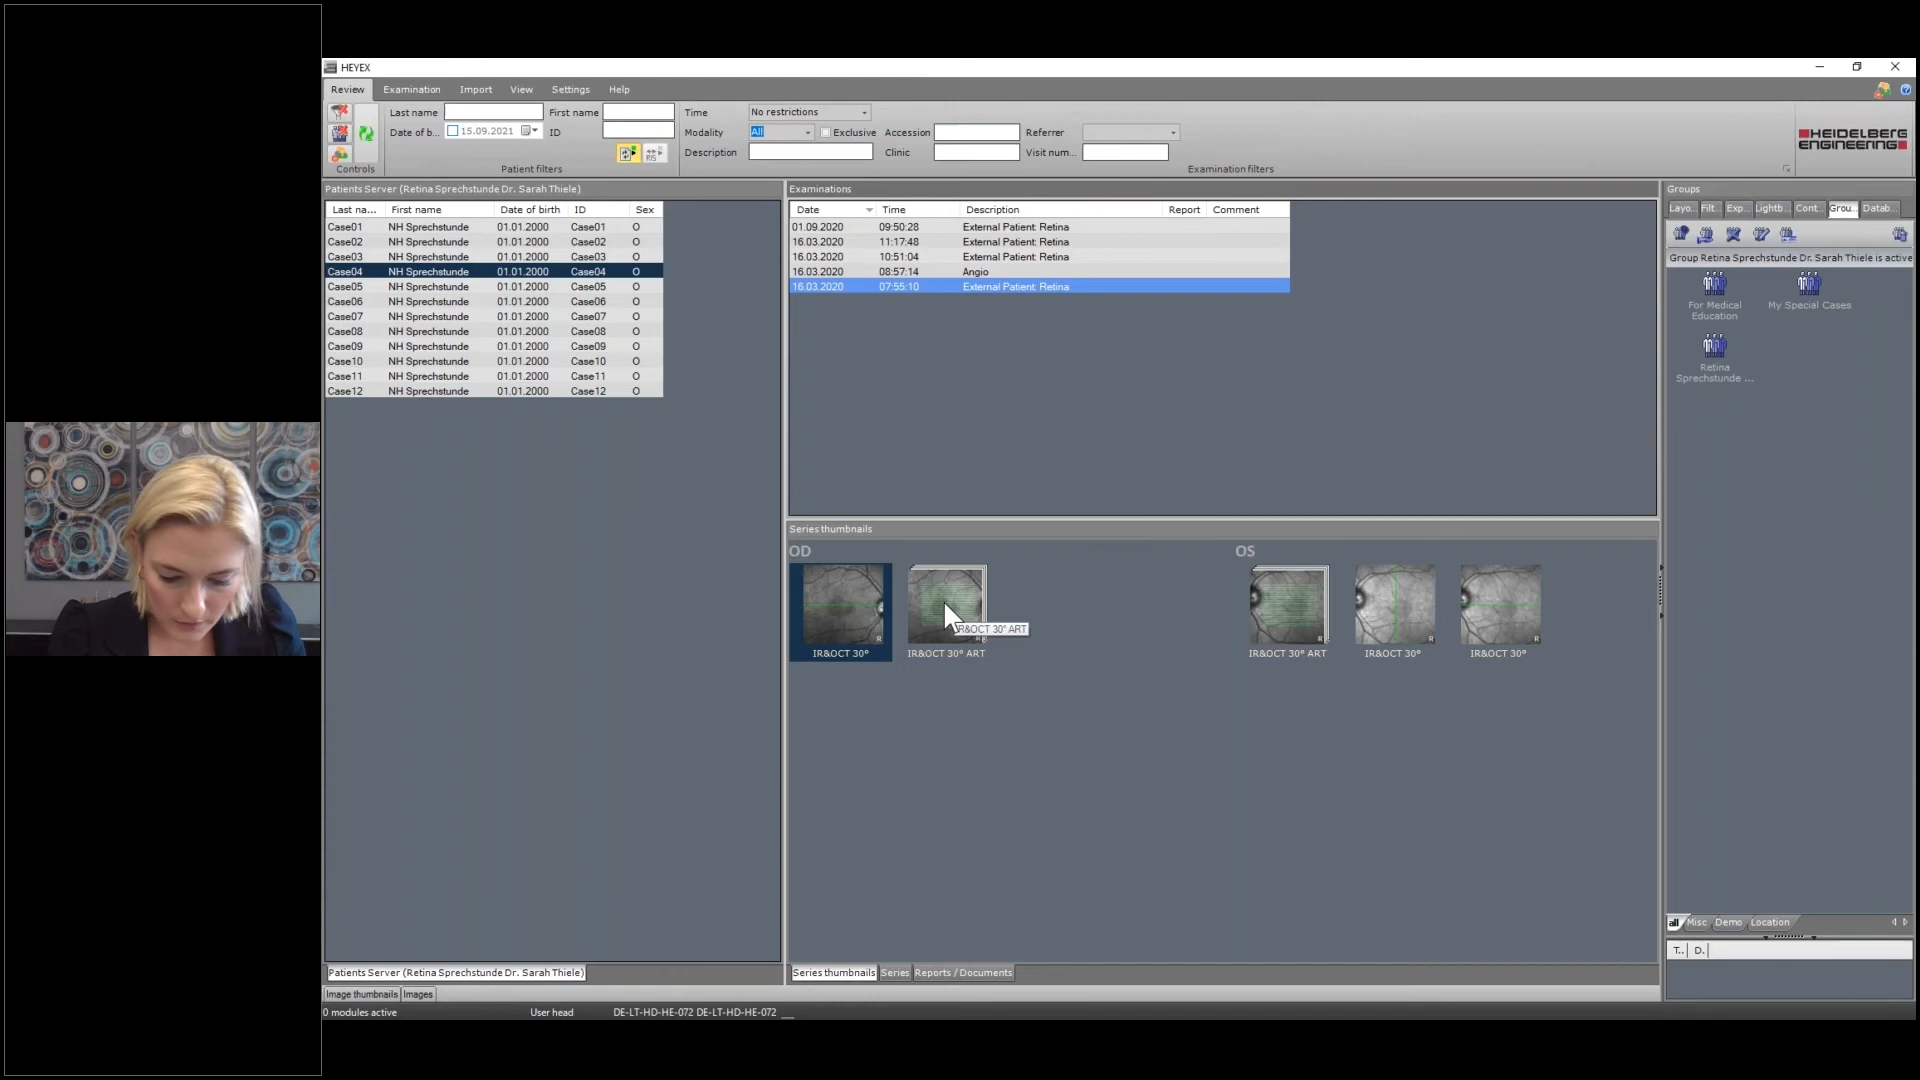 HEYEX
Review Examination Import View Settings Help
Last name First name Time No restrictions
Date of b... 15.09.2021 ID Modality All Exclusive Accession Referrer
Description Clinic Visit num...
Controls Patient filters Examination filters
HEIDELBERG
ENGINEERING
Patients Server (Retina Sprechstunde Dr. Sarah Thiele)
Last na... First name Date of birth ID Sex
Case01 NH Sprechstunde 01.01.2000 Case01 O
Case02 NH Sprechstunde 01.01.2000 Case02 O
Case03 NH Sprechstunde 01.01.2000 Case03 O
Case04 NH Sprechstunde 01.01.2000 Case04 O
Case05 NH Sprechstunde 01.01.2000 Case05 O
Case06 NH Sprechstunde 01.01.2000 Case06 O
Case07 NH Sprechstunde 01.01.2000 Case07 O
Case08 NH Sprechstunde 01.01.2000 Case08 O
Case09 NH Sprechstunde 01.01.2000 Case09 O
Case10 NH Sprechstunde 01.01.2000 Case10 O
Case11 NH Sprechstunde 01.01.2000 Case11 O
Case12 NH Sprechstunde 01.01.2000 Case12 O
Examinations
Date Time Description Report Comment
01.09.2020 09:50:28 External Patient: Retina
16.03.2020 11:17:48 External Patient: Retina
16.03.2020 10:51:04 External Patient: Retina
16.03.2020 08:57:14 Angio
16.03.2020 07:55:10 External Patient: Retina
Series thumbnails
OD OS
R R R R R
IR&OCT 30° ART
IR&OCT 30° IR&OCT 30° ART IR&OCT 30° ART IR&OCT 30° IR&OCT 30°
Groups
Layo... Filt... Exp... Lightb... Cont... Grou... Datab...
Group Retina Sprechstunde Dr. Sarah Thiele is active
For Medical Education
My Special Cases
Retina Sprechstunde ...
all Misc Demo Location
T.. D.
Patients Server (Retina Sprechstunde Dr. Sarah Thiele)
Series thumbnails Series Reports / Documents
Image thumbnails Images
0 modules active User head DE-LT-HD-HE-072 DE-LT-HD-HE-072